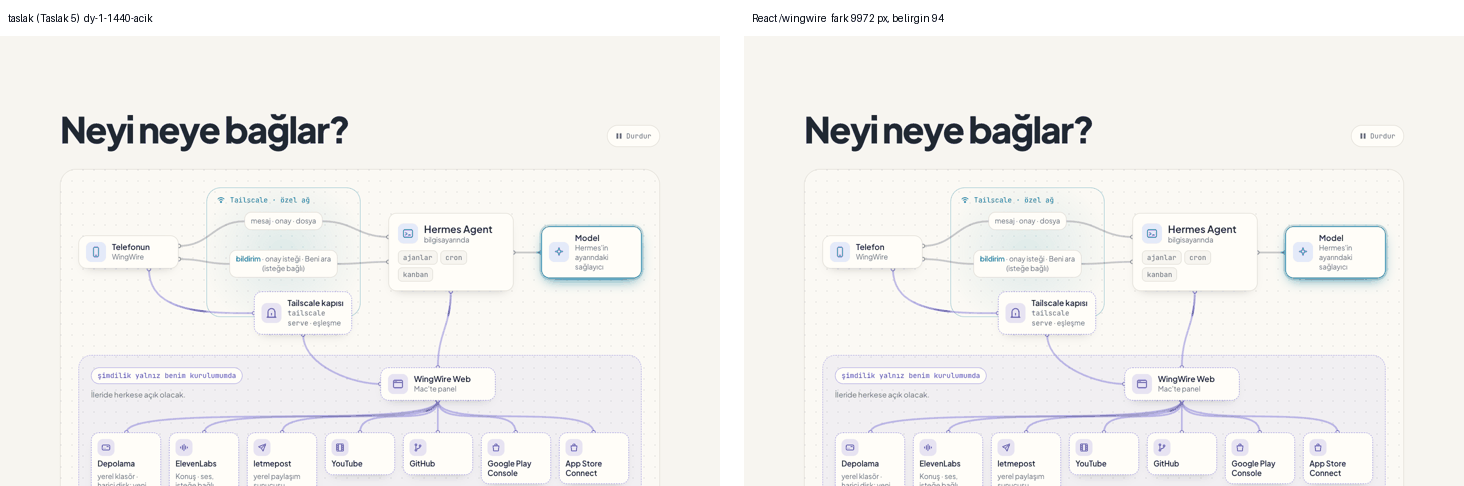 taslak (Taslak 5) dy-1-1440-acik
Neyi neye bağlar?
Durdur
Tailscale · özel ağ
mesaj · onay · dosya
Telefonun
WingWire
bildirim · onay isteği · Beni ara
(isteğe bağlı)
Hermes Agent
bilgisayarında
ajanlar
cron
kanban
Model
Hermes'in
ayarındaki
sağlayıcı
Tailscale kapısı
tailscale
serve · eşleşme
şimdilik yalnız benim kurulumumda
İleride herkese açık olacak.
WingWire Web
Mac'te panel
Depolama
yerel klasör ·
ElevenLabs
Konuş · ses,
isteğe bağlı
letmepost
yerel paylaşım
YouTube
GitHub
Google Play
Console
App Store
Connect
React/wingwire fark 9972 px, belirgin 94
Neyi neye bağlar?
Durdur
Tailscale · özel ağ
mesaj · onay · dosya
Telefon
WingWire
bildirim · onay isteği · Beni ara
(isteğe bağlı)
Hermes Agent
bilgisayarında
ajanlar
cron
kanban
Model
Hermes'in
ayarındaki
sağlayıcı
Tailscale kapısı
tailscale
serve · eşleşme
şimdilik yalnız benim kurulumumda
İleride herkese açık olacak.
WingWire Web
Mac'te panel
Depolama
yerel klasör ·
ElevenLabs
Konuş · ses,
isteğe bağlı
letmepost
yerel paylaşım
YouTube
GitHub
Google Play
Console
App Store
Connect